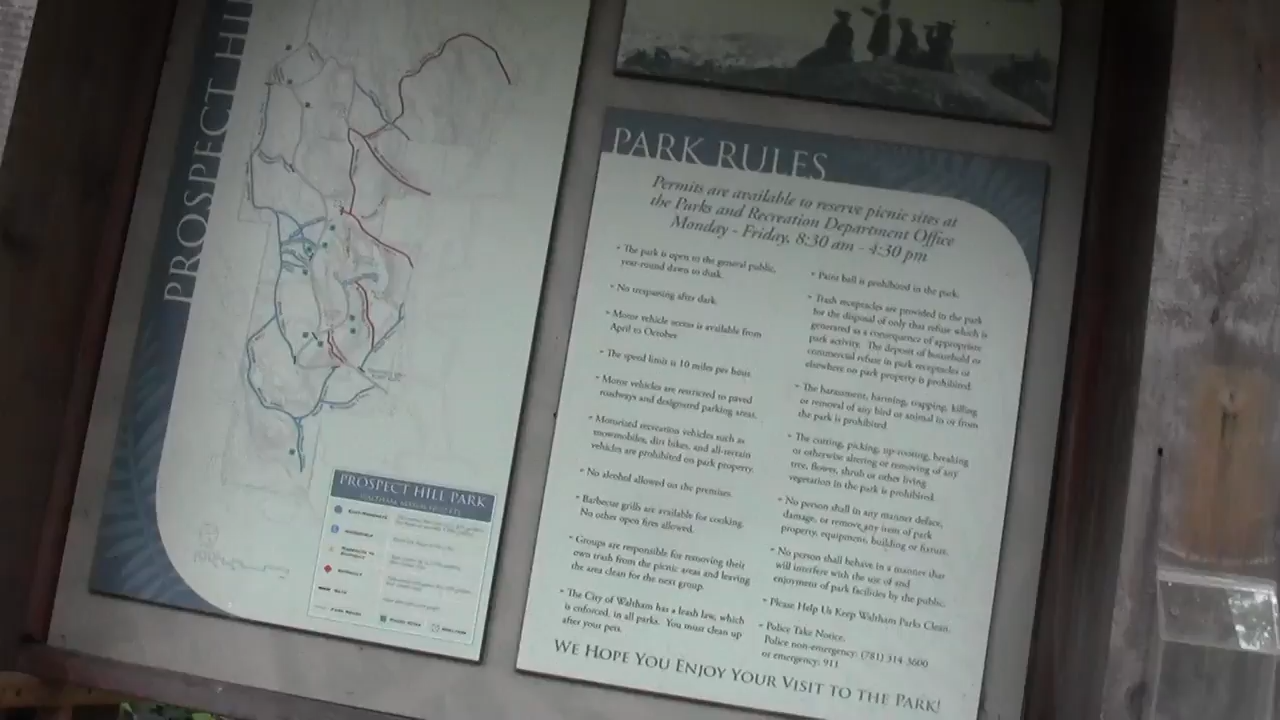 PROSPECT HI
PROSPECT HILL PARK
PARK RULES
Permits are available to reserve picnic sites at
the Parks and Recreation Department Office
Monday - Friday, 8:30 am - 4:30 pm
• The park is open to the general public,
year-round dawn to dusk.
• No trespassing after dark.
• Motor vehicle access is available from
April to October
• The speed limit is 10 miles per hour.
• Motor vehicles are restricted to paved
roadways and designated parking areas.
• Motorized recreation vehicles such as
snowmobiles, dirt bikes, and all-terrain
vehicles are prohibited on park property.
• No alcohol allowed on the premises.
• Barbecue grills are available for cooking.
No other open fires allowed.
• Groups are responsible for removing their
own trash from the picnic areas and leaving
the area clean for the next group.
• The City of Waltham has a leash law, which
is enforced, in all parks. You must clean up
after your pets.
• Paint ball is prohibited in the park.
• Trash receptacles are provided in the park
for the disposal of only that refuse which is
generated as a consequence of appropriate
park activity. The deposit of household or
commercial refuse in park receptacles or
elsewhere on park property is prohibited.
• The harassment, harming, trapping, killing
or removal of any bird or animal to or from
the park is prohibited.
• The cutting, picking, up-rooting, breaking
or otherwise altering or removing of any
tree, flower, shrub or other living
vegetation in the park is prohibited.
• No person shall in any manner deface,
damage, or remove any item of park
property, equipment, building or fixture.
• No person shall behave in a manner that
will interfere with the use of and
enjoyment of park facilities by the public.
• Please Help Us Keep Waltham Parks Clean.
• Police Take Notice.
Police non-emergency: (781) 314 3600
or emergency: 911
WE HOPE YOU ENJOY YOUR VISIT TO THE PARK!